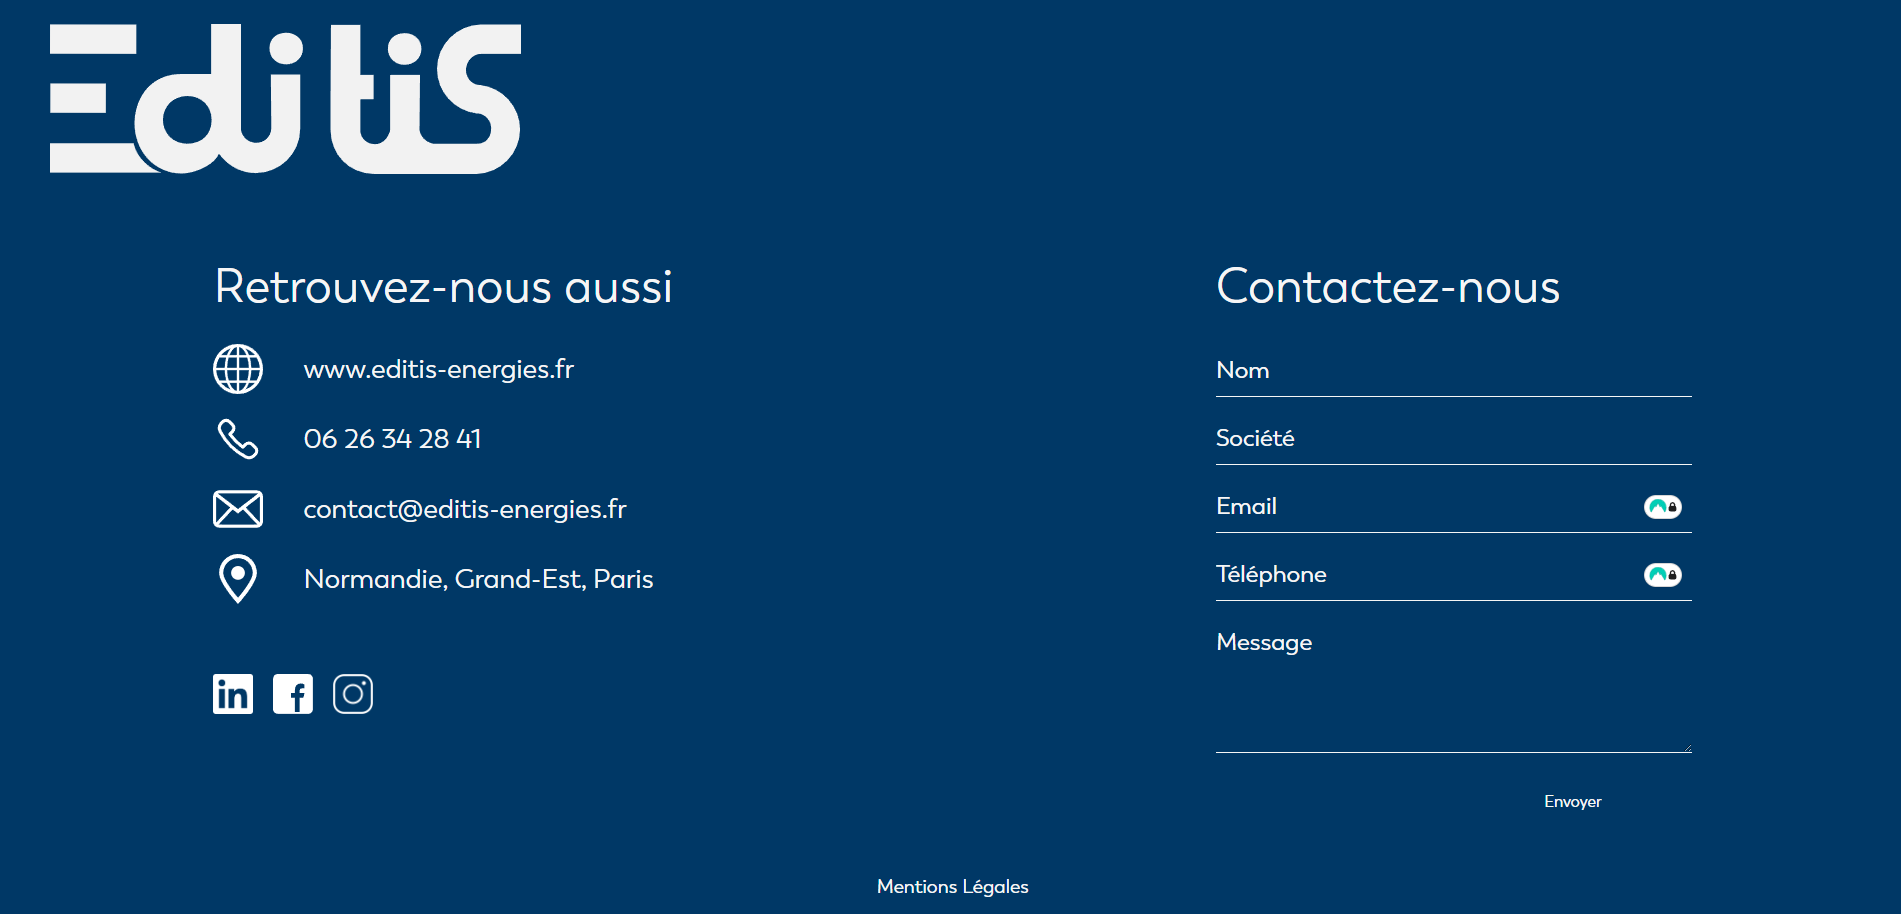 EditiS
Retrouvez-nous aussi
www.editis-energies.fr
06 26 34 28 41
contact@editis-energies.fr
Normandie, Grand-Est, Paris
in f
Contactez-nous
Nom
Société
Email
Téléphone
Message
Envoyer
Mentions Légales